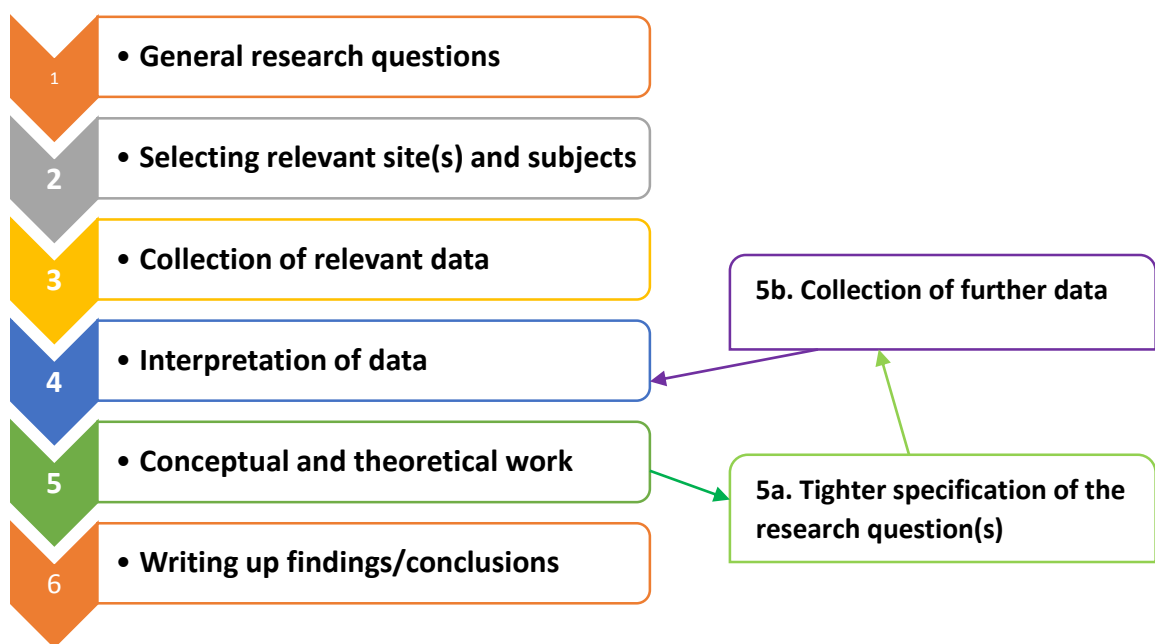 1
• General research questions
2
• Selecting relevant site(s) and subjects
3
• Collection of relevant data
4
• Interpretation of data
5
• Conceptual and theoretical work
6
• Writing up findings/conclusions
5b. Collection of further data
5a. Tighter specification of the
research question(s)